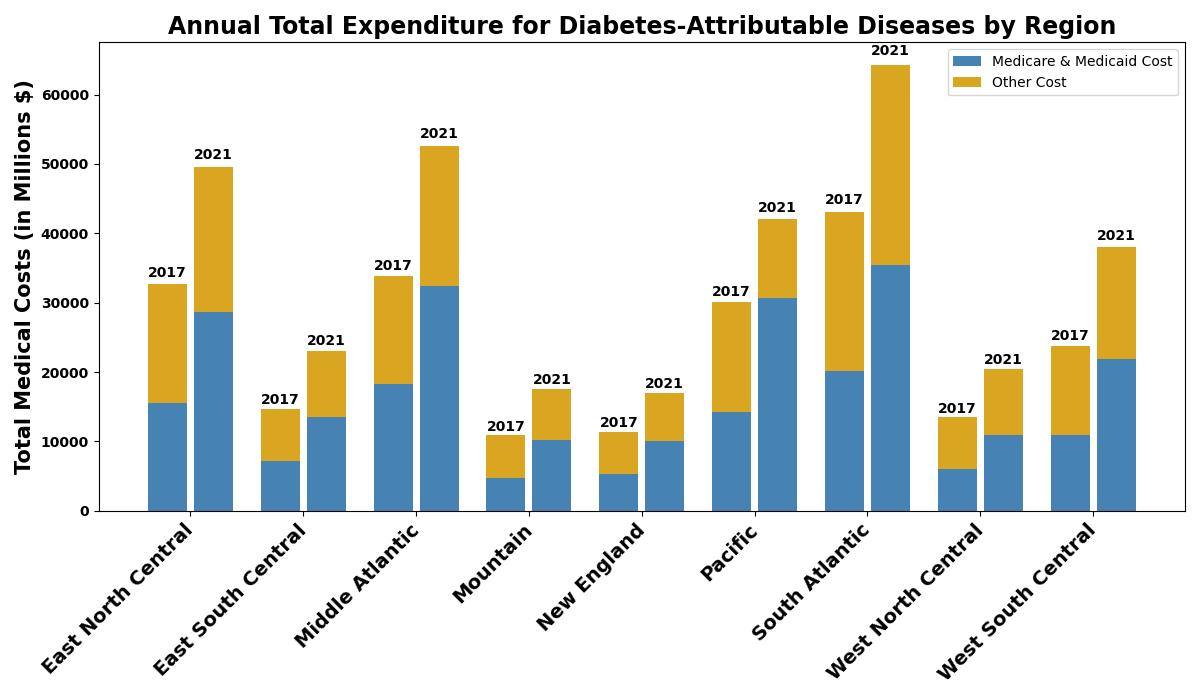 Annual Total Expenditure for Diabetes-Attributable Diseases by Region
Total Medical Costs (in Millions $)
60000
50000
40000
30000
20000
10000
0
Medicare & Medicaid Cost
Other Cost
2017
2021
2017
2021
2017
2021
2017
2021
2017
2021
2017
2021
2017
2021
2017
2021
2017
2021
East North Central
East South Central
Middle Atlantic
Mountain
New England
Pacific
South Atlantic
West North Central
West South Central